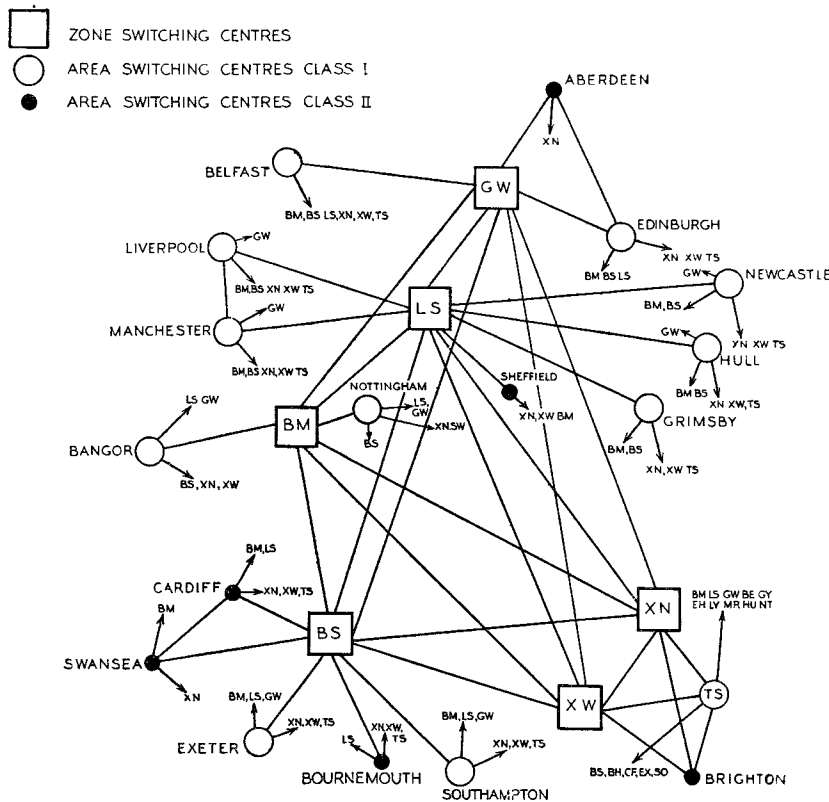 ZONE SWITCHING CENTRES
AREA SWITCHING CENTRES CLASS I
AREA SWITCHING CENTRES CLASS II
ABERDEEN
XN
BELFAST
GW
BM, BS LS, XN, XW, TS
EDINBURGH
XN XW TS
BM BS LS
LIVERPOOL
GW
BM, BS XN XW TS
NEWCASTLE
GW
BM, BS
XN XW TS
LS
MANCHESTER
GW
BM, BS XN, XW TS
HULL
GW
BM BS
XN XW, TS
SHEFFIELD
XN, XW BM
NOTTINGHAM
LS,
GW
XN, SW
BS
GRIMSBY
BM, BS
XN, XW TS
BM
LS GW
BANGOR
BS, XN, XW
BM, LS
CARDIFF
XN, XW, TS
BM
SWANSEA
XN
BS
XN
BM LS GW BE GY
EH LV MR HU NT
TS
XW
BM, LS, GW
XN, XW, TS
EXETER
XN, XW,
TS
LS
BOURNEMOUTH
BM, LS, GW
XN, XW, TS
SOUTHAMPTON
BS, BH, CF, EX, SO
BRIGHTON